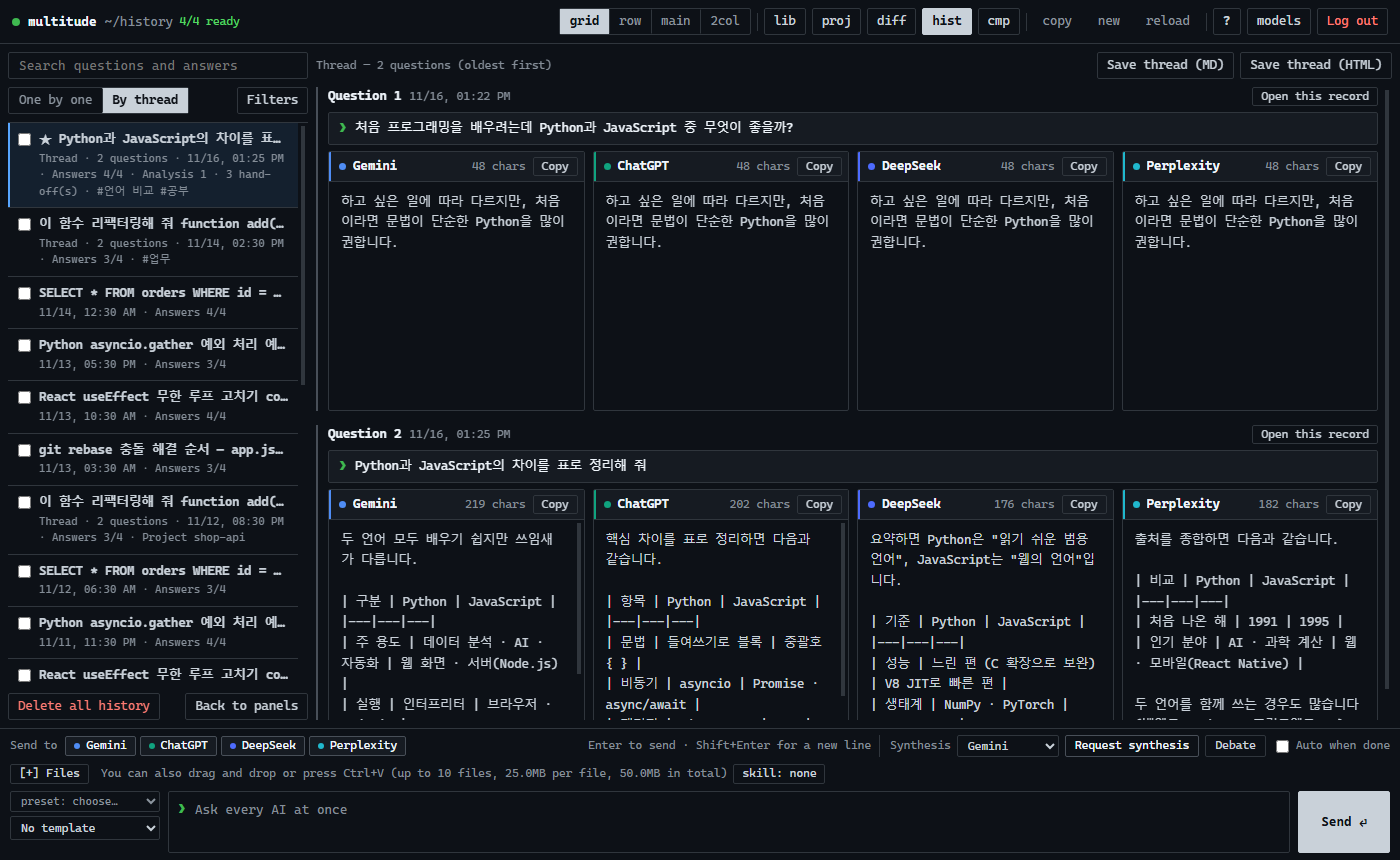 multitude ~/history 4/4 ready
grid row main 2col lib proj diff hist cmp copy new reload ? models Log out
Search questions and answers
Thread — 2 questions (oldest first)
Save thread (MD) Save thread (HTML)
One by one By thread Filters
★ Python과 JavaScript의 차이를 표…
Thread · 2 questions · 11/16, 01:25 PM
· Answers 4/4 · Analysis 1 · 3 hand-
off(s) · #언어 비교 #공부
이 함수 리팩터링해 줘 function add(…
Thread · 2 questions · 11/14, 02:30 PM
· Answers 3/4 · #업무
SELECT * FROM orders WHERE id = …
11/14, 12:30 AM · Answers 4/4
Python asyncio.gather 예외 처리 예…
11/13, 05:30 PM · Answers 3/4
React useEffect 무한 루프 고치기 co…
11/13, 10:30 AM · Answers 4/4
git rebase 충돌 해결 순서 — app.js…
11/13, 03:30 AM · Answers 3/4
이 함수 리팩터링해 줘 function add(…
Thread · 2 questions · 11/12, 08:30 PM
· Answers 3/4 · Project shop-api
SELECT * FROM orders WHERE id = …
11/12, 06:30 AM · Answers 3/4
Python asyncio.gather 예외 처리 예…
11/11, 11:30 PM · Answers 4/4
React useEffect 무한 루프 고치기 co…
Delete all history Back to panels
Question 1 11/16, 01:22 PM Open this record
❯ 처음 프로그래밍을 배우려는데 Python과 JavaScript 중 무엇이 좋을까?
Gemini 48 chars Copy
하고 싶은 일에 따라 다르지만, 처음
이라면 문법이 단순한 Python을 많이
권합니다.
ChatGPT 48 chars Copy
하고 싶은 일에 따라 다르지만, 처음
이라면 문법이 단순한 Python을 많이
권합니다.
DeepSeek 48 chars Copy
하고 싶은 일에 따라 다르지만, 처음
이라면 문법이 단순한 Python을 많이
권합니다.
Perplexity 48 chars Copy
하고 싶은 일에 따라 다르지만, 처음
이라면 문법이 단순한 Python을 많이
권합니다.
Question 2 11/16, 01:25 PM Open this record
❯ Python과 JavaScript의 차이를 표로 정리해 줘
Gemini 219 chars Copy
두 언어 모두 배우기 쉽지만 쓰임새
가 다릅니다.
| 구분 | Python | JavaScript |
|———|———|———|
| 주 용도 | 데이터 분석 · AI ·
자동화 | 웹 화면 · 서버(Node.js)
|
| 실행 | 인터프리터 | 브라우저 ·
ChatGPT 202 chars Copy
핵심 차이를 표로 정리하면 다음과
같습니다.
| 항목 | Python | JavaScript |
|———|———|———|
| 문법 | 들여쓰기로 블록 | 중괄호
{ } |
| 비동기 | asyncio | Promise ·
async/await |
DeepSeek 176 chars Copy
요약하면 Python은 "읽기 쉬운 범용
언어", JavaScript는 "웹의 언어"입
니다.
| 기준 | Python | JavaScript |
|———|———|———|
| 성능 | 느린 편 (C 확장으로 보완)
| V8 JIT로 빠른 편 |
| 생태계 | NumPy · PyTorch |
Perplexity 182 chars Copy
출처를 종합하면 다음과 같습니다.
| 비교 | Python | JavaScript |
|———|———|———|
| 처음 나온 해 | 1991 | 1995 |
| 인기 분야 | AI · 과학 계산 | 웹
· 모바일(React Native) |
두 언어를 함께 쓰는 경우도 많습니다
Send to Gemini ChatGPT DeepSeek Perplexity
Enter to send · Shift+Enter for a new line Synthesis Gemini Request synthesis Debate Auto when done
[+] Files You can also drag and drop or press Ctrl+V (up to 10 files, 25.0MB per file, 50.0MB in total) skill: none
preset: choose…
No template
❯ Ask every AI at once
Send ⏎